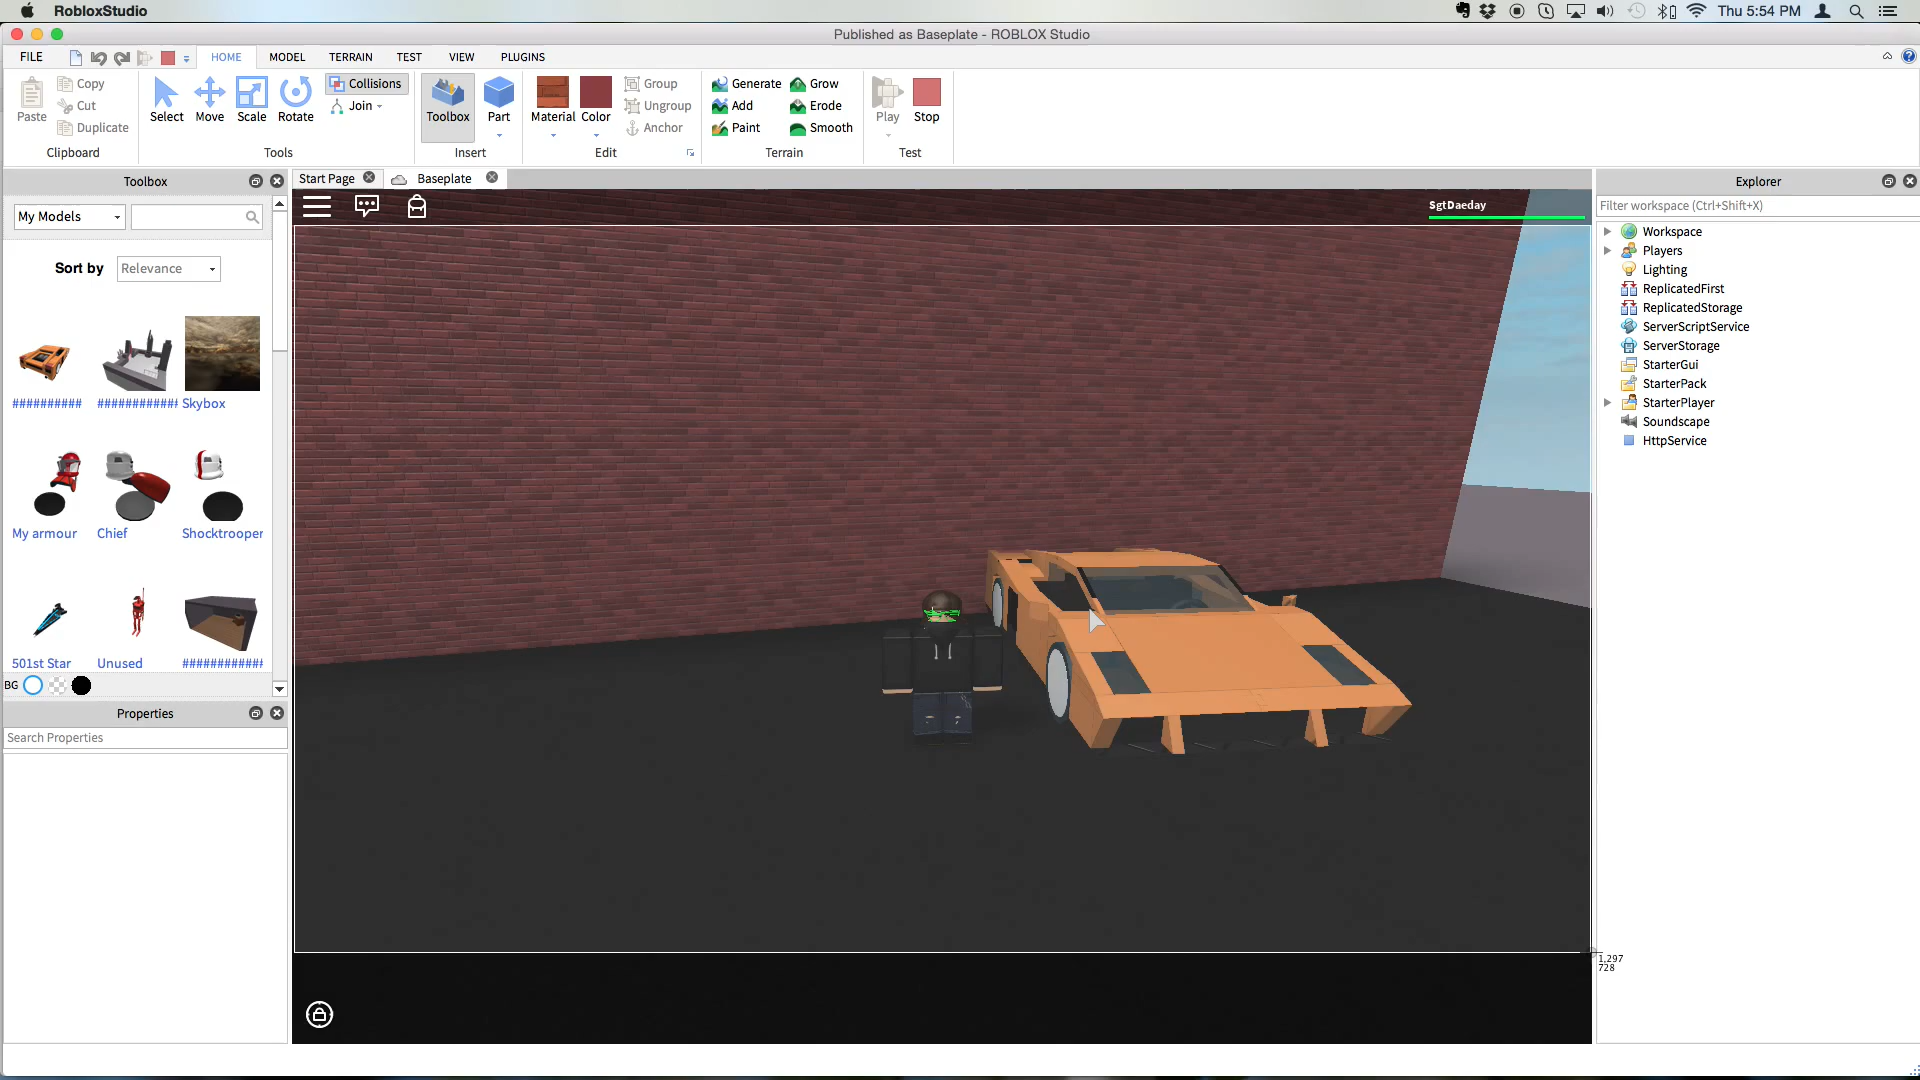 RobloxStudio
Thu 5:54 PM
Published as Baseplate - ROBLOX Studio
FILE HOME MODEL TERRAIN TEST VIEW PLUGINS
Paste Copy Cut Duplicate
Clipboard
Select Move Scale Rotate Collisions Join
Tools
Toolbox Part
Insert
Material Color Group Ungroup Anchor
Edit
Generate Grow
Add Erode
Paint Smooth
Terrain
Play Stop
Test
Toolbox
My Models
Sort by Relevance
########## ############ Skybox
My armour Chief Shocktrooper
501st Star Unused ############
BG
Properties
Search Properties
Start Page Baseplate
SgtDaeday
1,297
728
Explorer
Filter workspace (Ctrl+Shift+X)
Workspace
Players
Lighting
ReplicatedFirst
ReplicatedStorage
ServerScriptService
ServerStorage
StarterGui
StarterPack
StarterPlayer
Soundscape
HttpService